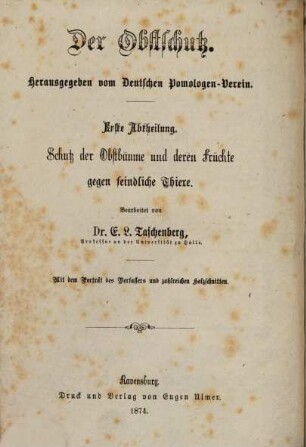 Der Obstschutz.
Herausgegeben vom Deutschen Pomologen-Verein.
Erste Abtheilung.
Schutz der Obstbäume und deren Früchte
gegen feindliche Thiere.
Bearbeitet von
Dr. E. L. Taschenberg,
Professor an der Universität zu Halle.
Mit dem Porträt des Verfassers und zahlreichen Holzschnitten.
Ravensburg.
Druck und Verlag von Eugen Ulmer.
1874.